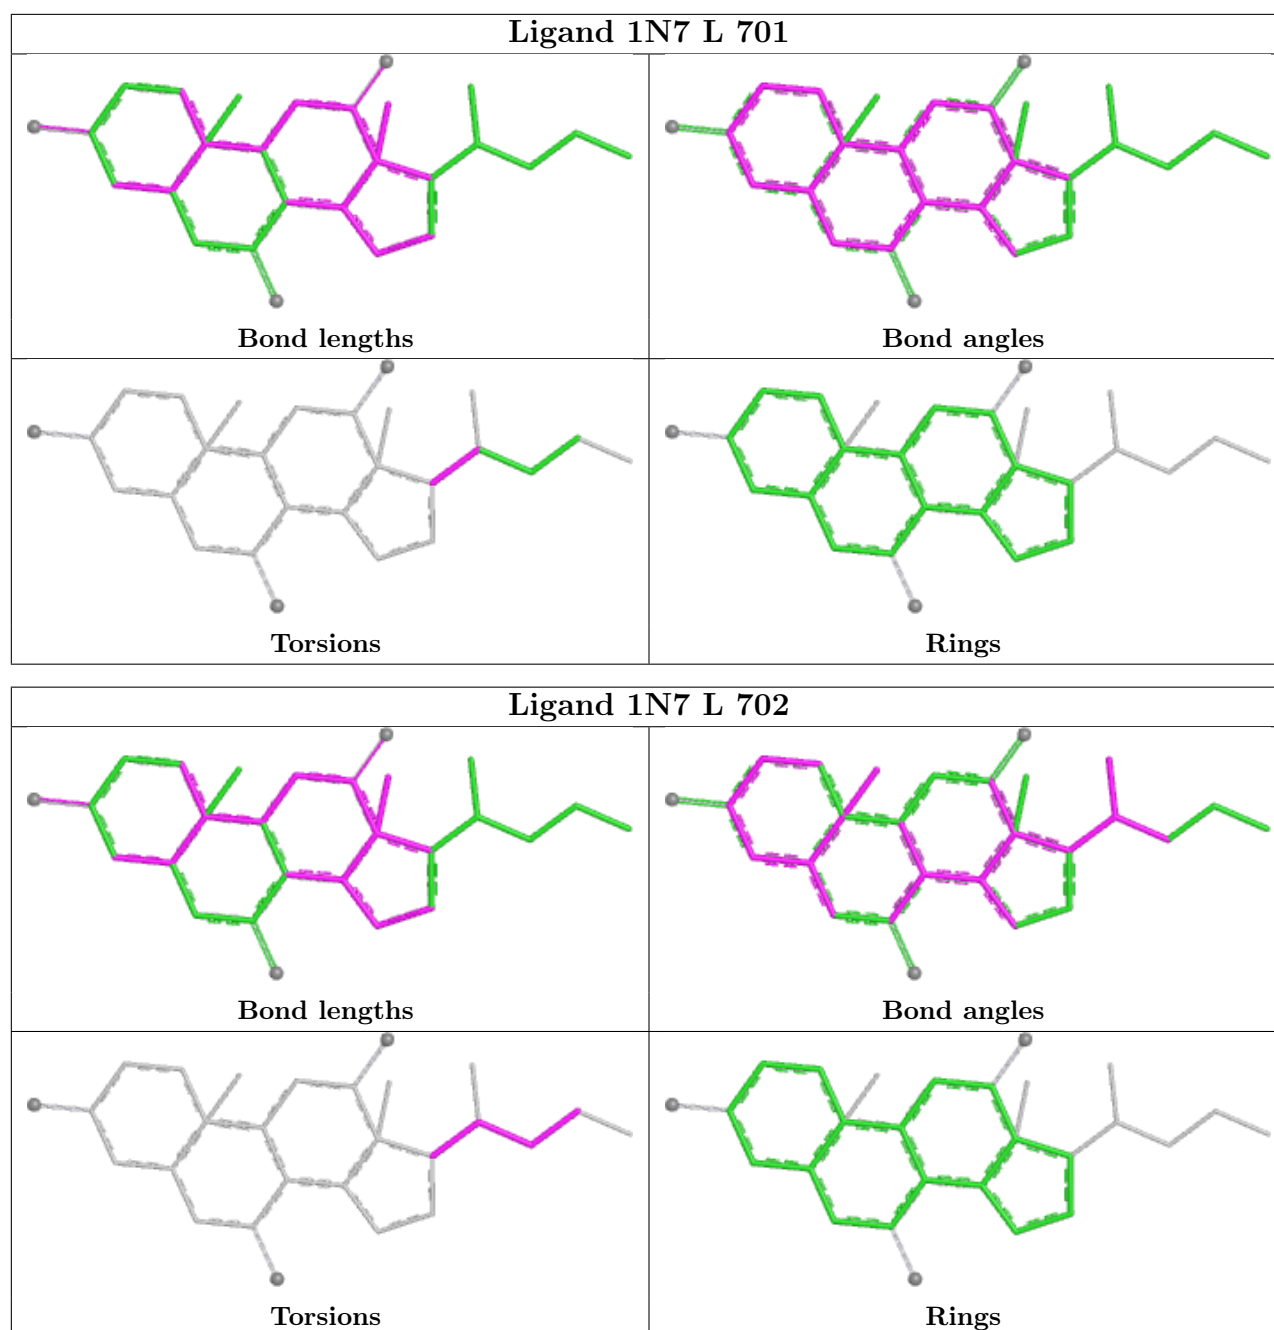 Ligand 1N7 L 701
Bond lengths
Bond angles
Torsions
Rings
Ligand 1N7 L 702
Bond lengths
Bond angles
Torsions
Rings